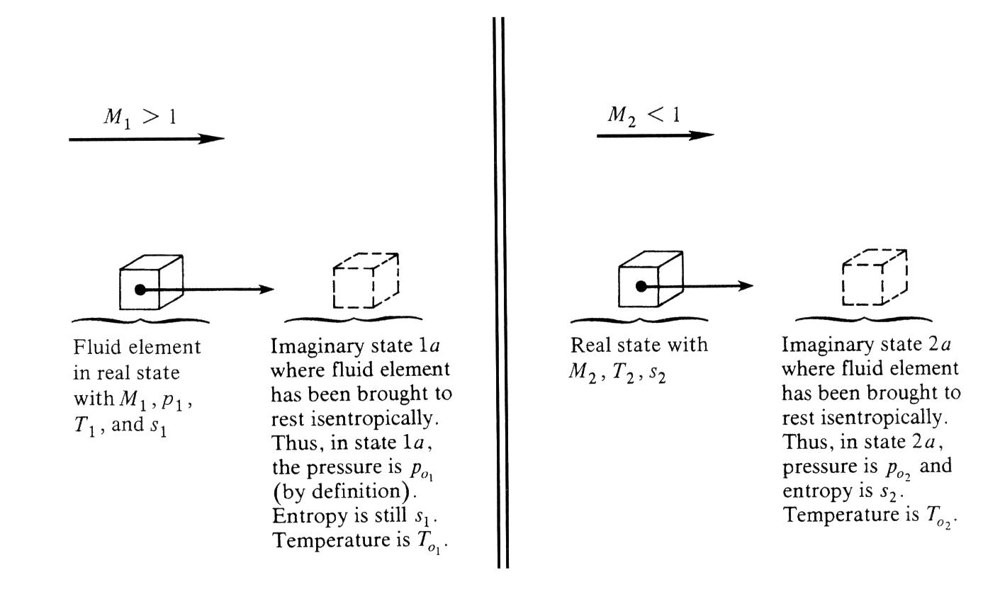 M₁ > 1
M₂ < 1
Fluid element
in real state
with M₁, p₁,
T₁, and s₁
Imaginary state 1a
where fluid element
has been brought to
rest isentropically.
Thus, in state 1a,
the pressure is pₒ₁
(by definition).
Entropy is still s₁.
Temperature is Tₒ₁.
Real state with
M₂, T₂, s₂
Imaginary state 2a
where fluid element
has been brought to
rest isentropically.
Thus, in state 2a,
pressure is pₒ₂ and
entropy is s₂.
Temperature is Tₒ₂.